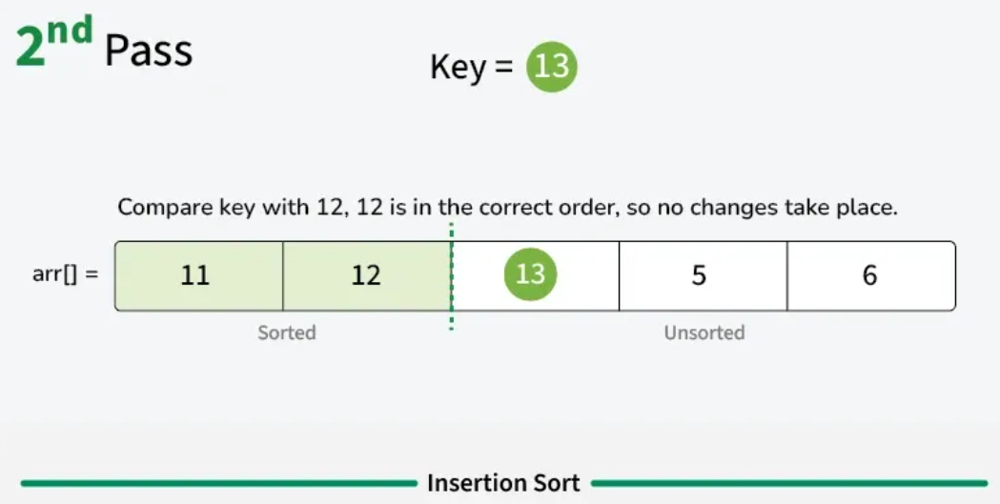 2nd Pass
Key = 13
Compare key with 12, 12 is in the correct order, so no changes take place.
arr[] = 11 12 13 5 6
Sorted Unsorted
Insertion Sort